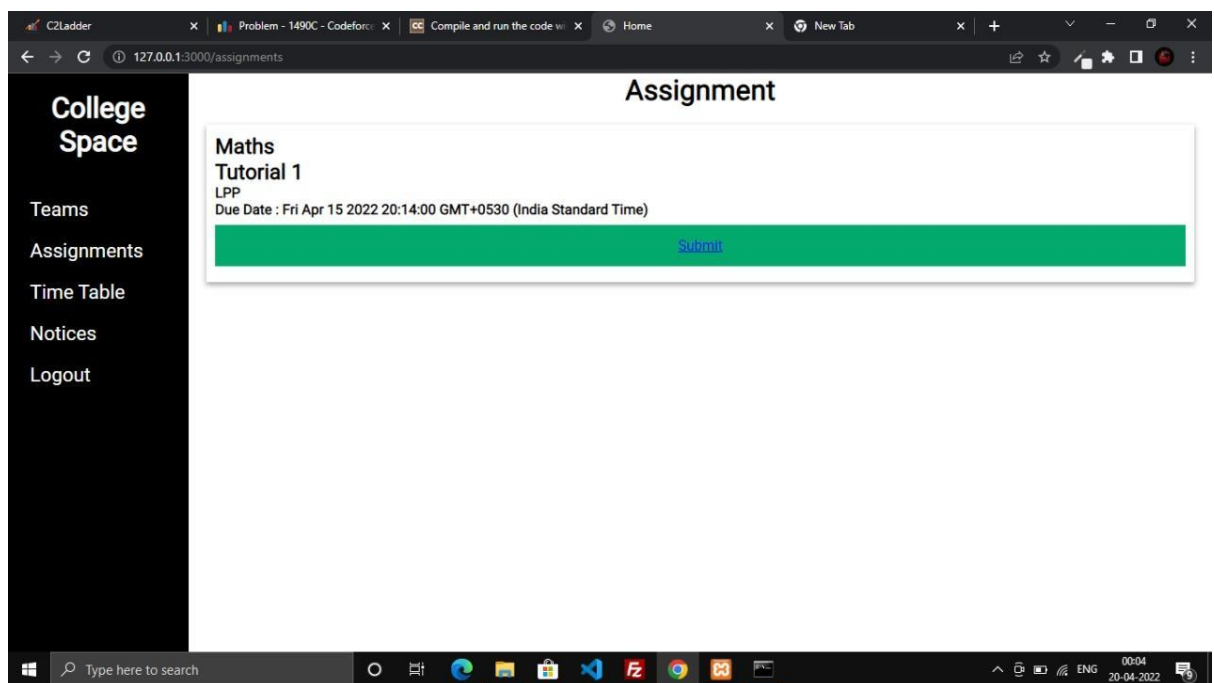 C2Ladder
Problem - 1490C - Codeforce
Compile and run the code wi
Home
New Tab
127.0.0.1:3000/assignments
College
Space
Teams
Assignments
Time Table
Notices
Logout
Assignment
Maths
Tutorial 1
LPP
Due Date : Fri Apr 15 2022 20:14:00 GMT+0530 (India Standard Time)
Submit
Type here to search
ENG
00:04
20-04-2022